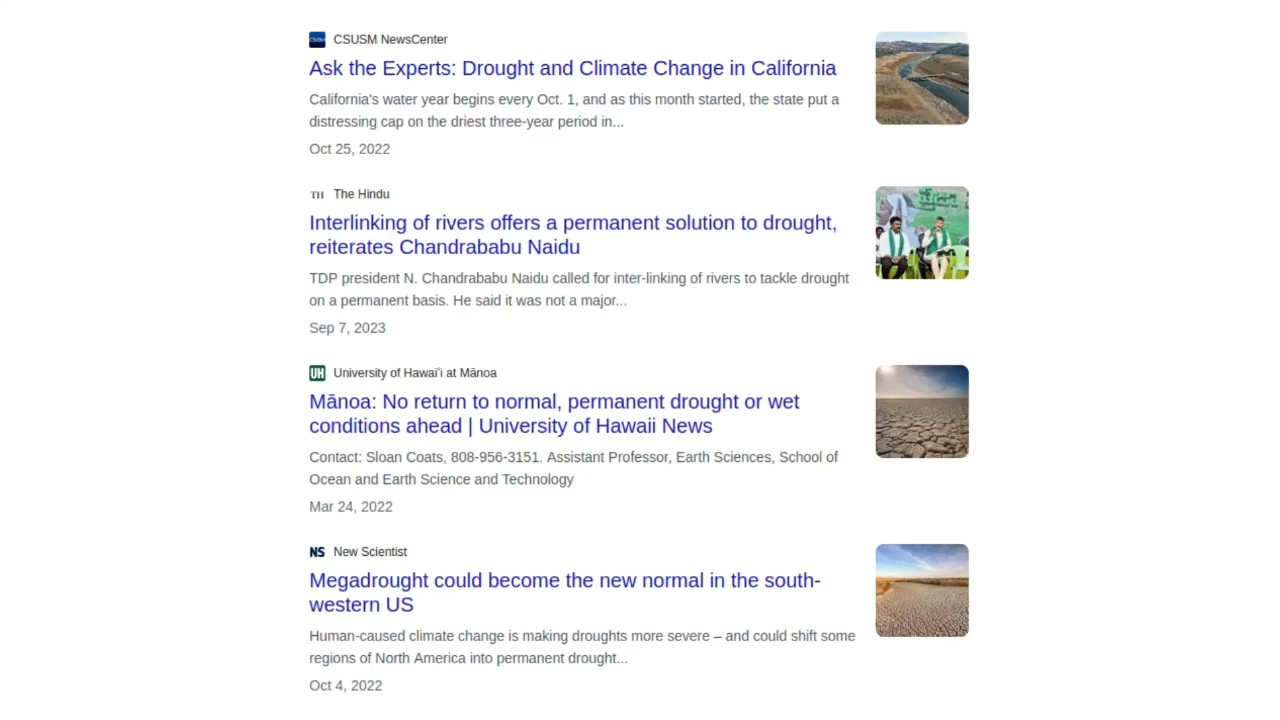 CSUSM NewsCenter
Ask the Experts: Drought and Climate Change in California
California's water year begins every Oct. 1, and as this month started, the state put a
distressing cap on the driest three-year period in...
Oct 25, 2022
TH The Hindu
Interlinking of rivers offers a permanent solution to drought,
reiterates Chandrababu Naidu
TDP president N. Chandrababu Naidu called for inter-linking of rivers to tackle drought
on a permanent basis. He said it was not a major...
Sep 7, 2023
UH University of Hawaiʻi at Mānoa
Mānoa: No return to normal, permanent drought or wet
conditions ahead | University of Hawaii News
Contact: Sloan Coats, 808-956-3151. Assistant Professor, Earth Sciences, School of
Ocean and Earth Science and Technology
Mar 24, 2022
NS New Scientist
Megadrought could become the new normal in the south-
western US
Human-caused climate change is making droughts more severe – and could shift some
regions of North America into permanent drought...
Oct 4, 2022